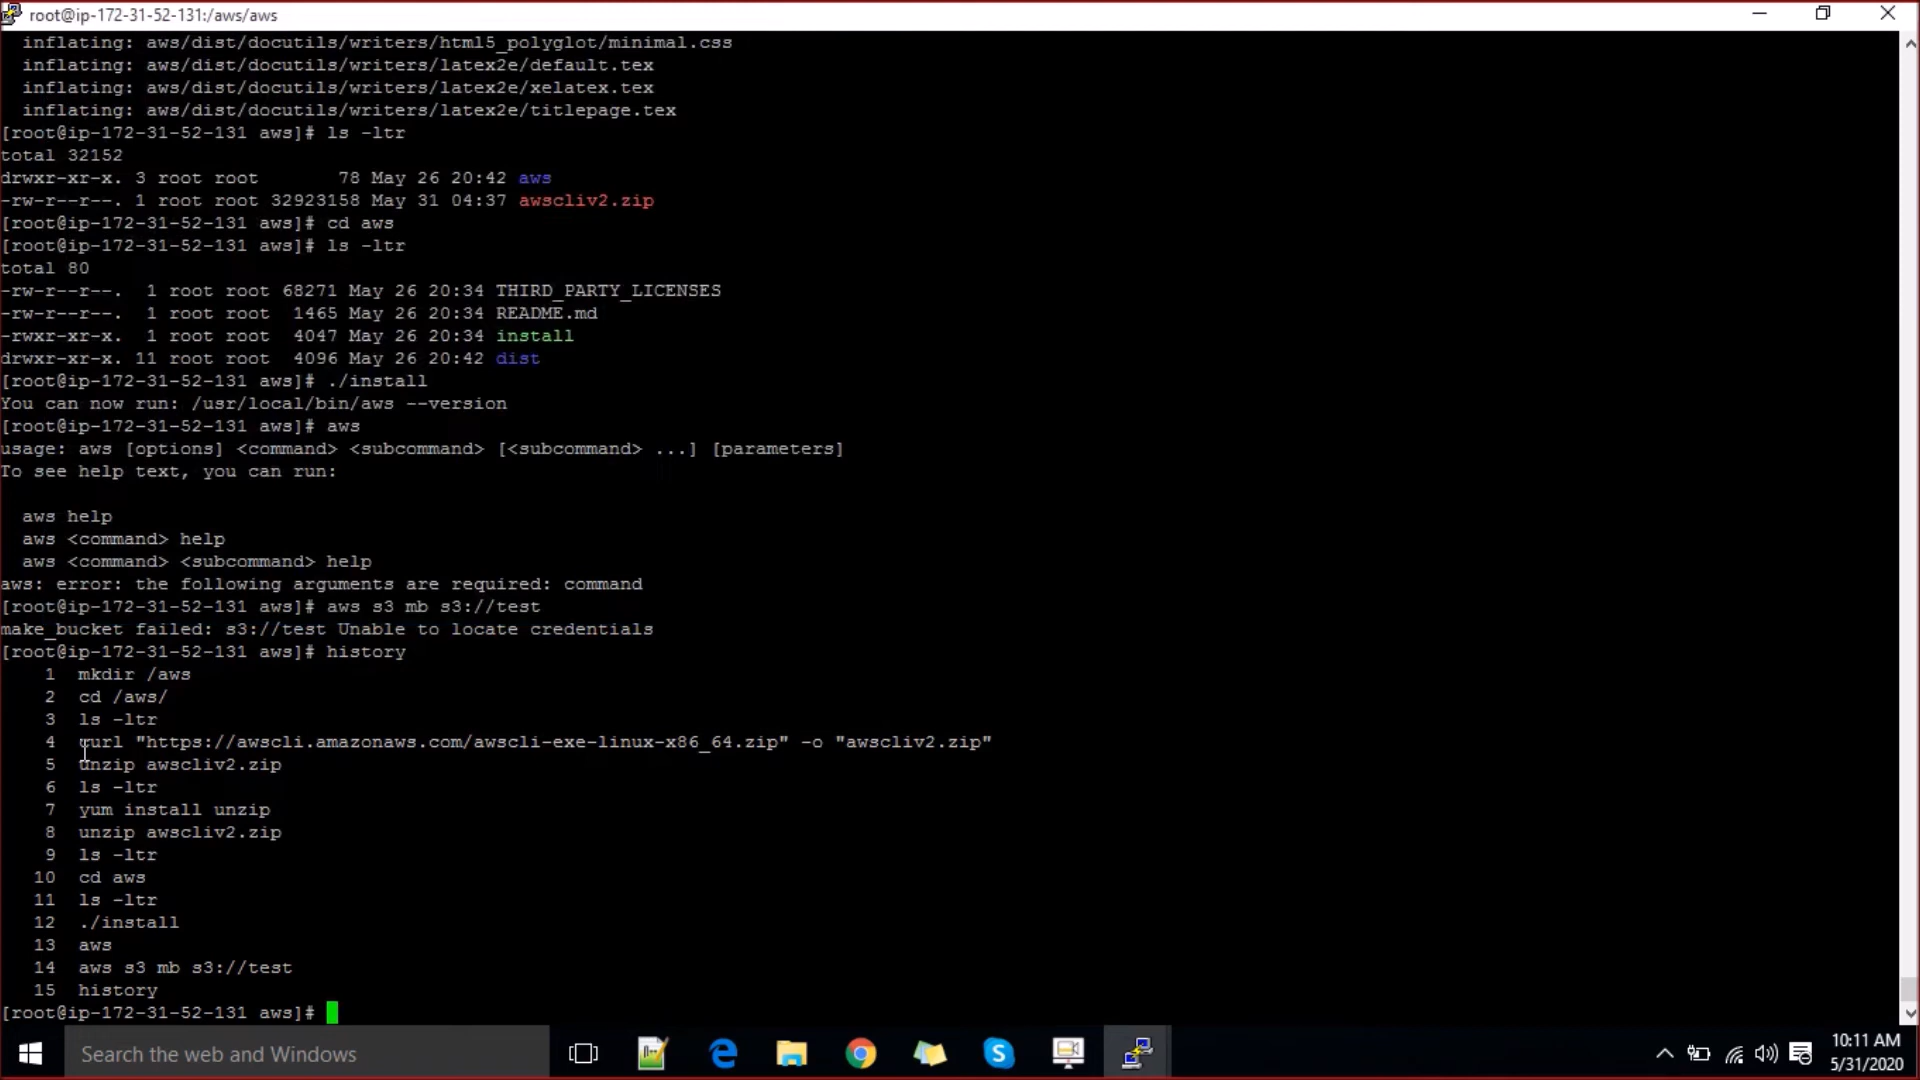 root@ip-172-31-52-131:/aws/aws
inflating: aws/dist/docutils/writers/html5_polyglot/minimal.css
inflating: aws/dist/docutils/writers/latex2e/default.tex
inflating: aws/dist/docutils/writers/latex2e/xelatex.tex
inflating: aws/dist/docutils/writers/latex2e/titlepage.tex
[root@ip-172-31-52-131 aws]# ls -ltr
total 32152
drwxr-xr-x. 3 root root       78 May 26 20:42 aws
-rw-r--r--. 1 root root 32923158 May 31 04:37 awscliv2.zip
[root@ip-172-31-52-131 aws]# cd aws
[root@ip-172-31-52-131 aws]# ls -ltr
total 80
-rw-r--r--.  1 root root 68271 May 26 20:34 THIRD_PARTY_LICENSES
-rw-r--r--.  1 root root  1465 May 26 20:34 README.md
-rwxr-xr-x.  1 root root  4047 May 26 20:34 install
drwxr-xr-x. 11 root root  4096 May 26 20:42 dist
[root@ip-172-31-52-131 aws]# ./install
You can now run: /usr/local/bin/aws --version
[root@ip-172-31-52-131 aws]# aws
usage: aws [options] <command> <subcommand> [<subcommand> ...] [parameters]
To see help text, you can run:
aws help
aws <command> help
aws <command> <subcommand> help
aws: error: the following arguments are required: command
[root@ip-172-31-52-131 aws]# aws s3 mb s3://test
make_bucket failed: s3://test Unable to locate credentials
[root@ip-172-31-52-131 aws]# history
1 mkdir /aws
2 cd /aws/
3 ls -ltr
4 curl "https://awscli.amazonaws.com/awscli-exe-linux-x86_64.zip" -o "awscliv2.zip"
5 unzip awscliv2.zip
6 ls -ltr
7 yum install unzip
8 unzip awscliv2.zip
9 ls -ltr
10 cd aws
11 ls -ltr
12 ./install
13 aws
14 aws s3 mb s3://test
15 history
[root@ip-172-31-52-131 aws]#
Search the web and Windows
10:11 AM
5/31/2020